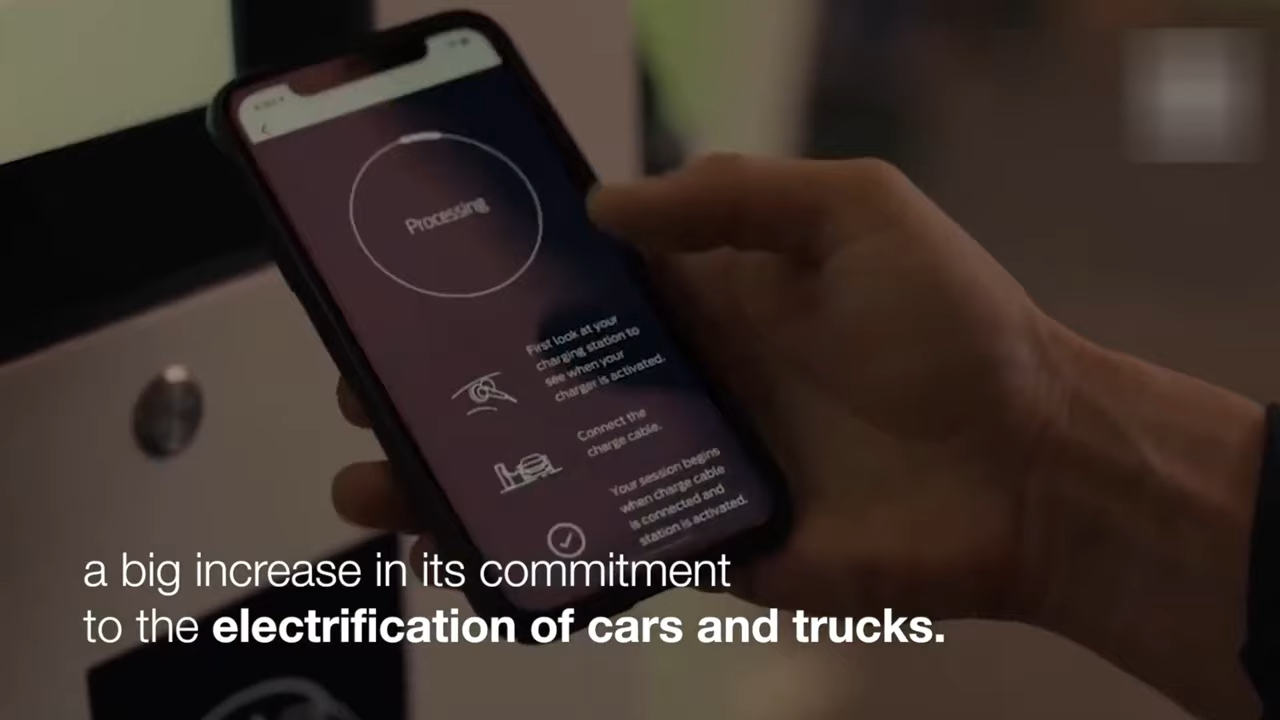 Processing
First look at your
charging station to
see when your
charger is activated.
Connect the
charge cable.
Your session begins
when charge cable
is connected and
station is activated.
a big increase in its commitment
to the electrification of cars and trucks.